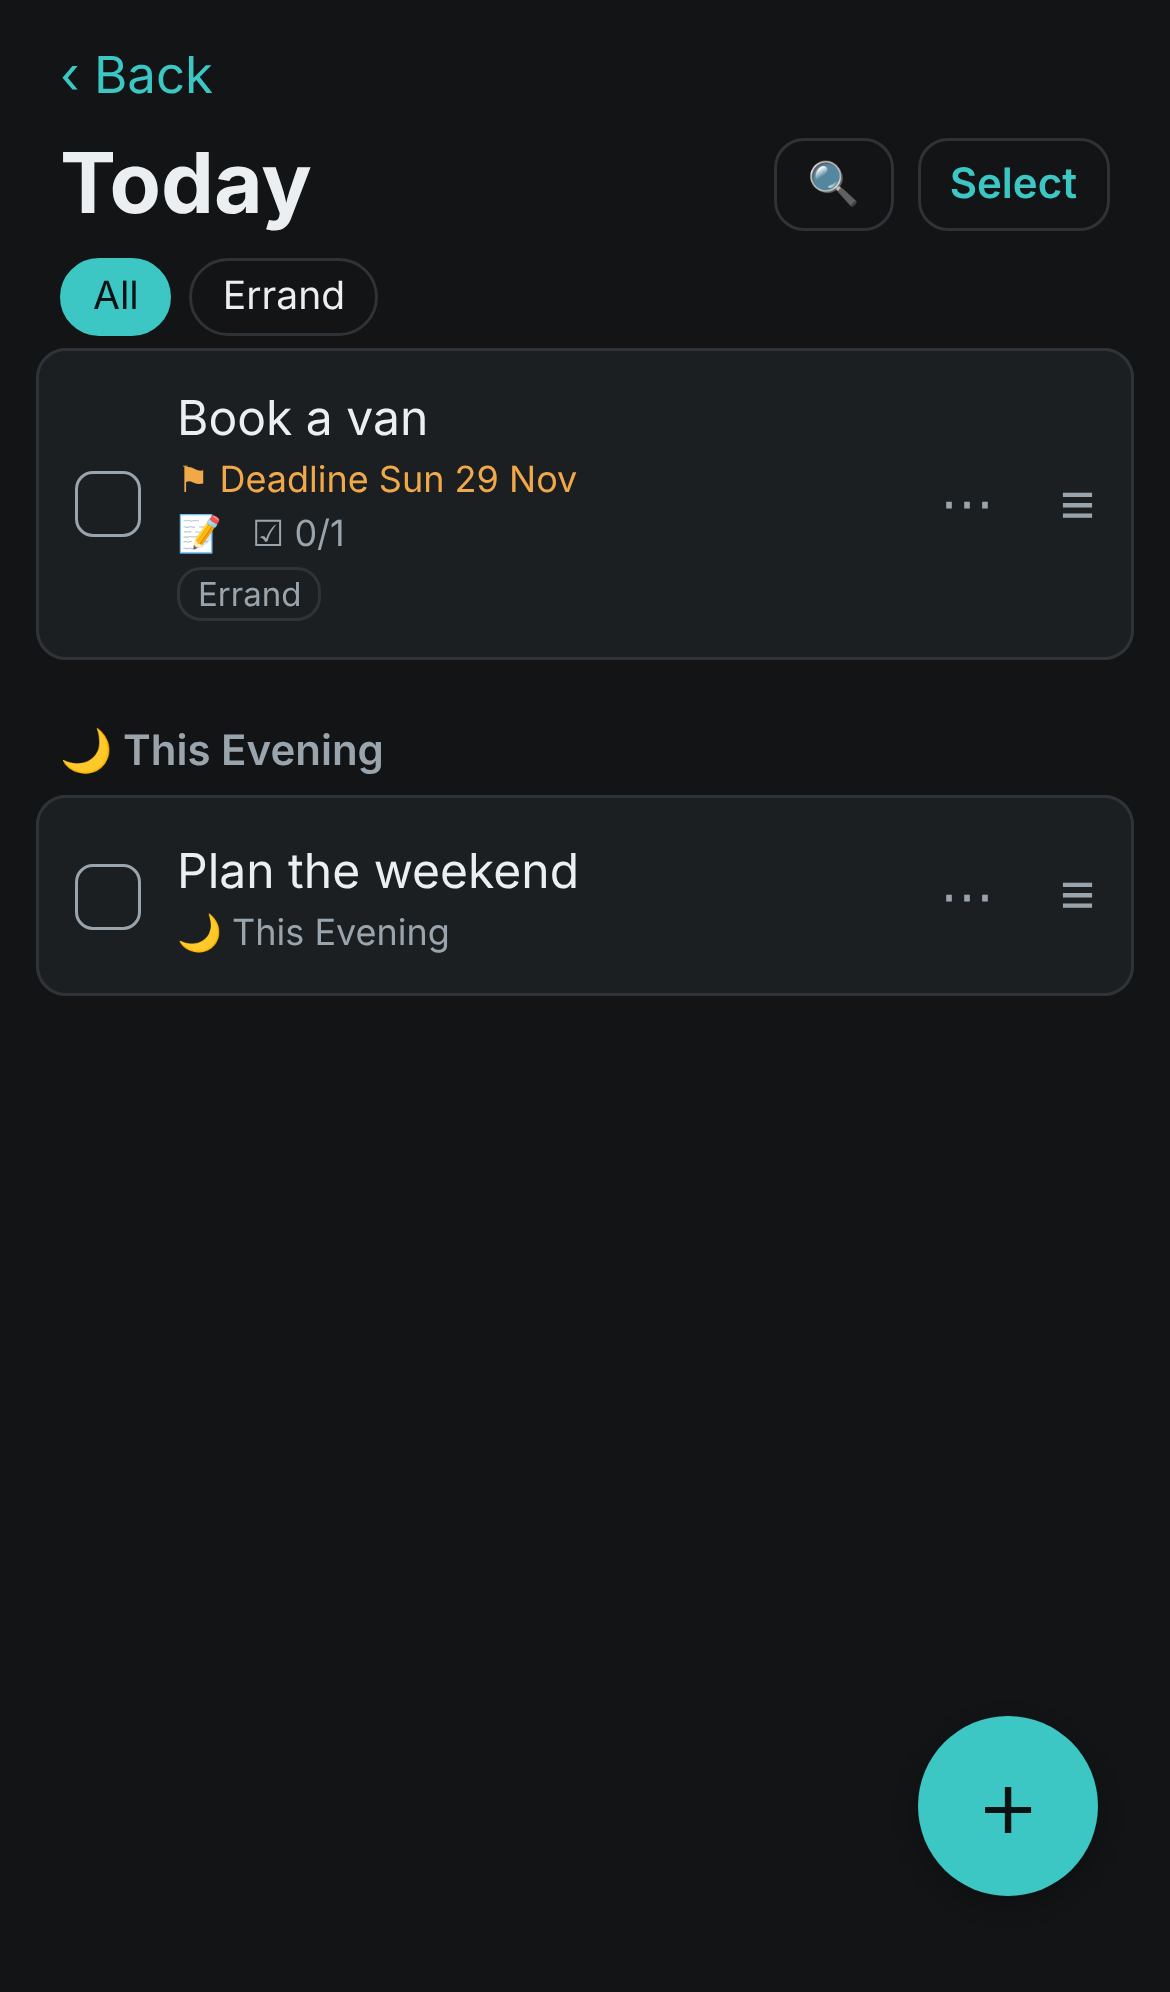 ‹ Back
Today
🔍 Select
All Errand
Book a van
⚑ Deadline Sun 29 Nov
📝 ☑ 0/1
Errand
🌙 This Evening
Plan the weekend
🌙 This Evening
+